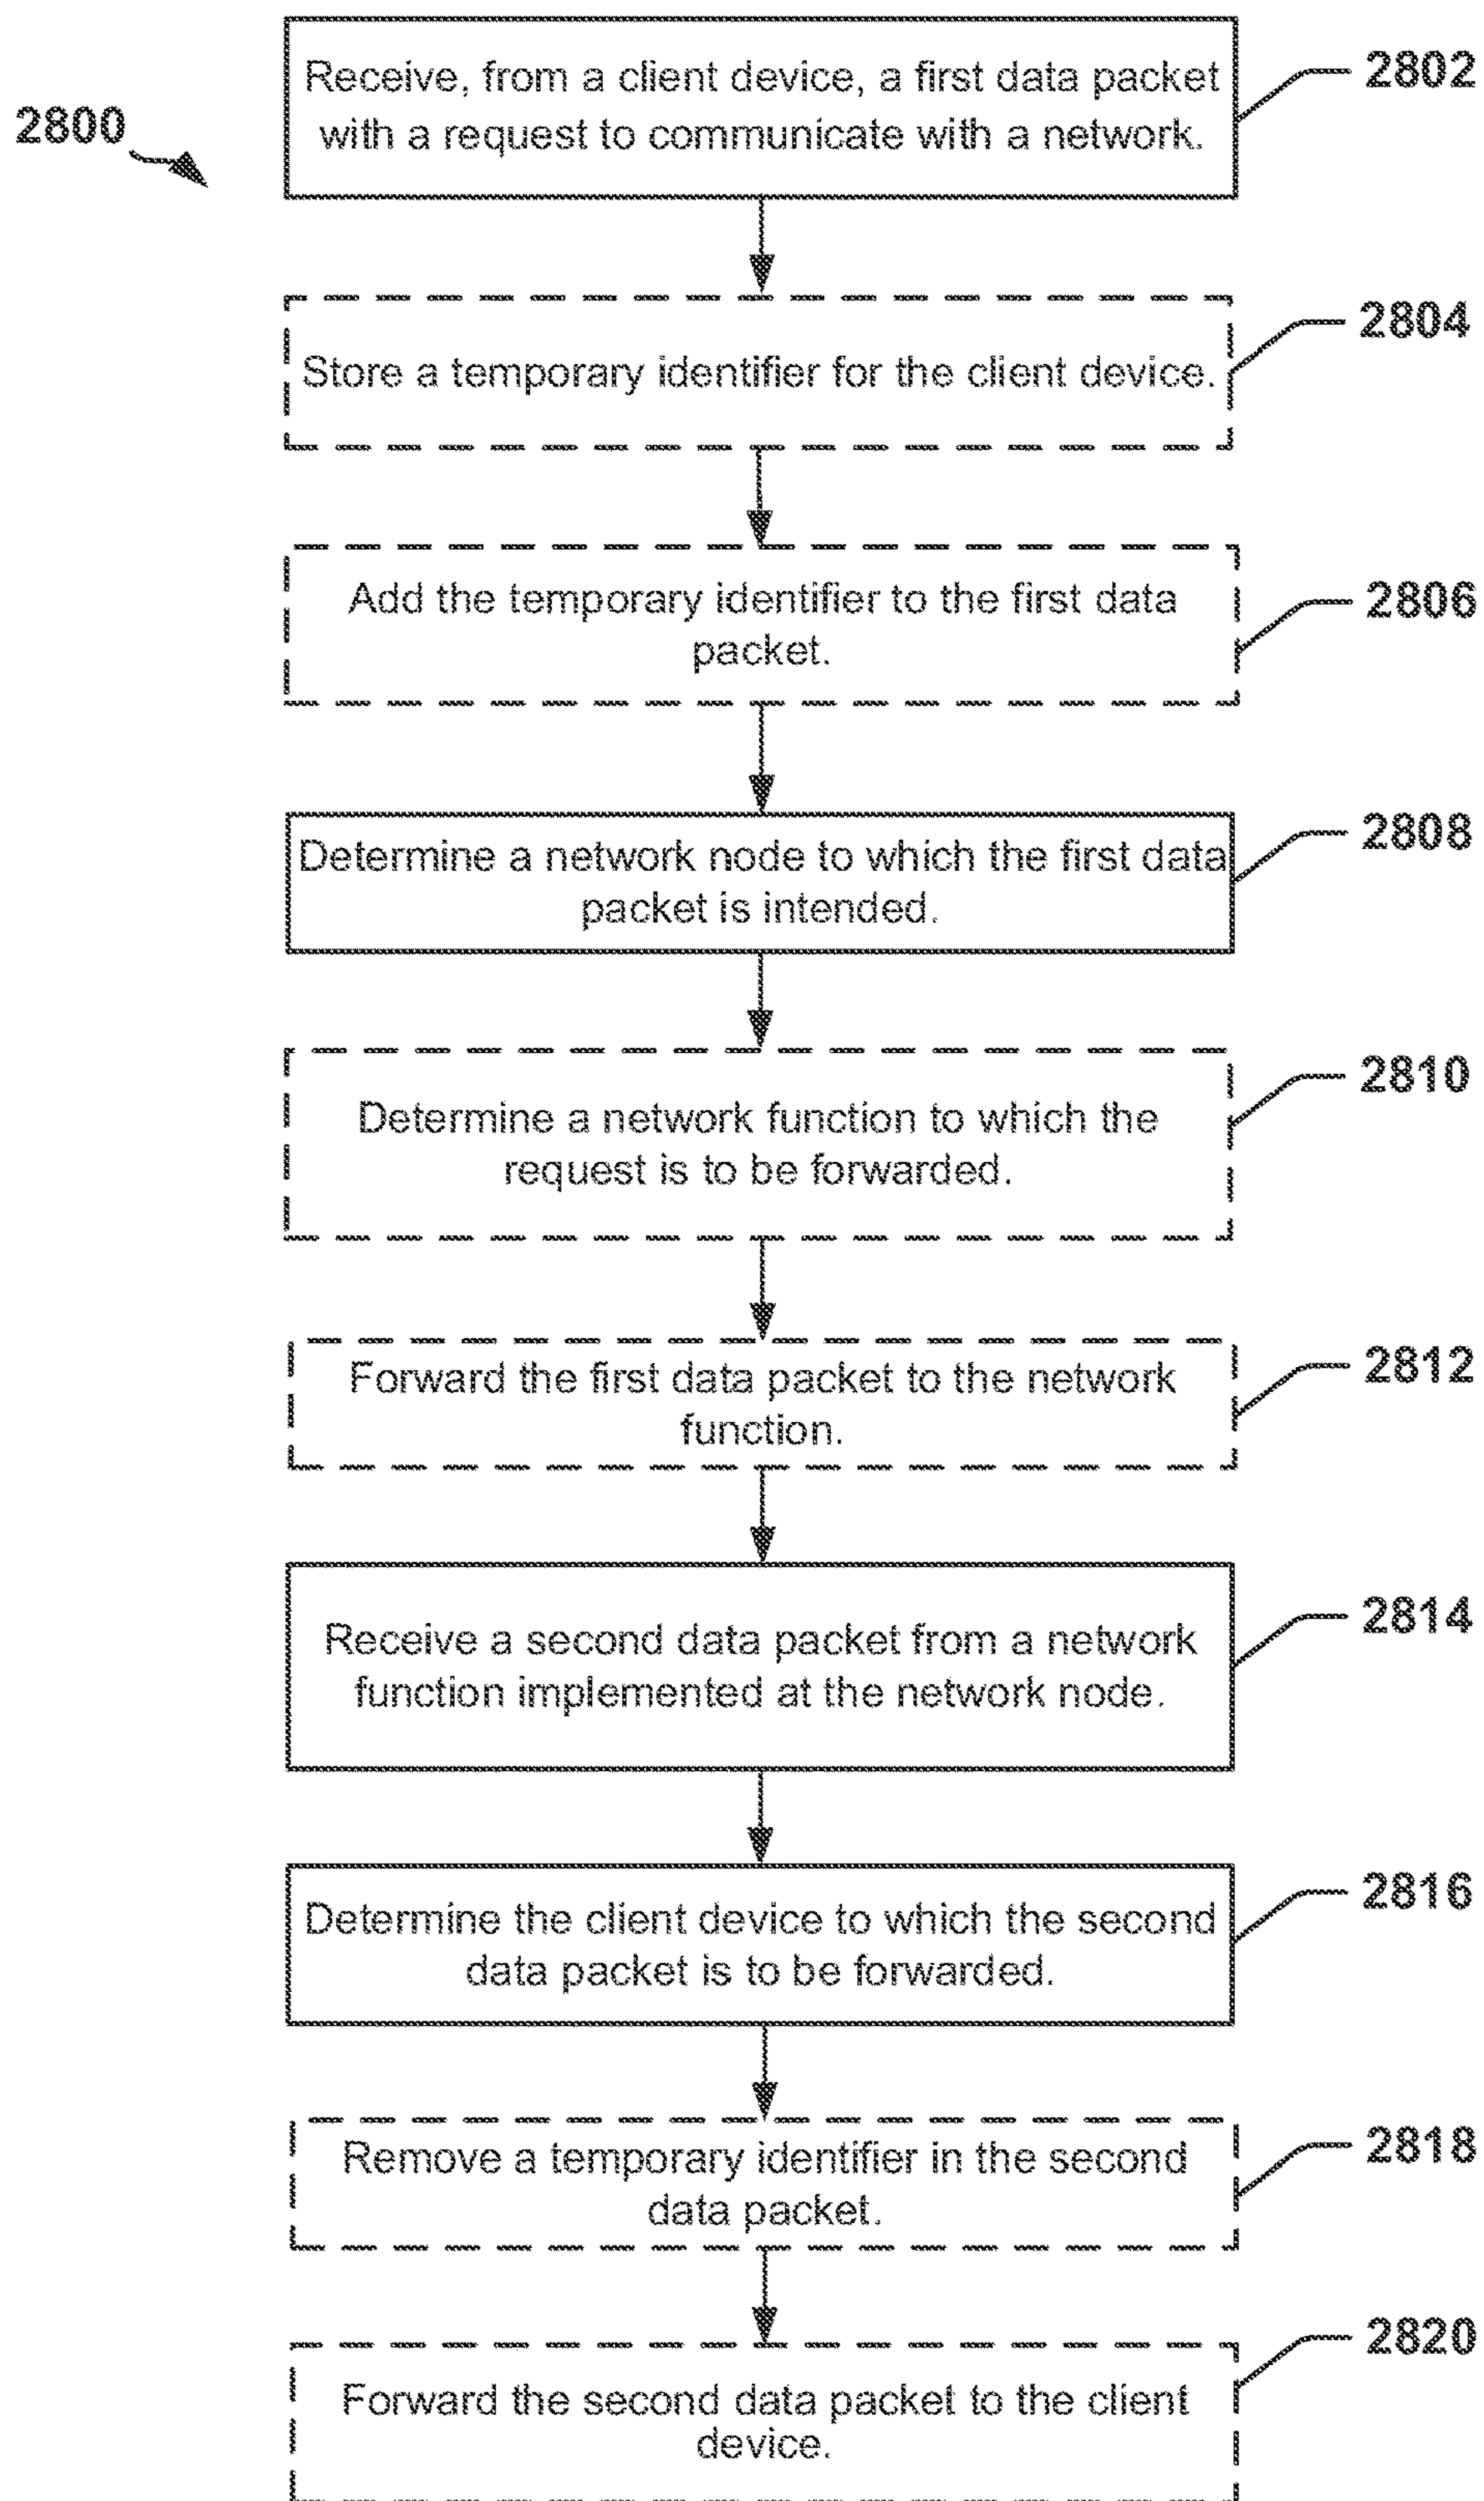 2800
Receive, from a client device, a first data packet
with a request to communicate with a network.
2802
Store a temporary identifier for the client device.
2804
Add the temporary identifier to the first data
packet.
2806
Determine a network node to which the first data
packet is intended.
2808
Determine a network function to which the
request is to be forwarded.
2810
Forward the first data packet to the network
function.
2812
Receive a second data packet from a network
function implemented at the network node.
2814
Determine the client device to which the second
data packet is to be forwarded.
2816
Remove a temporary identifier in the second
data packet.
2818
Forward the second data packet to the client
device.
2820